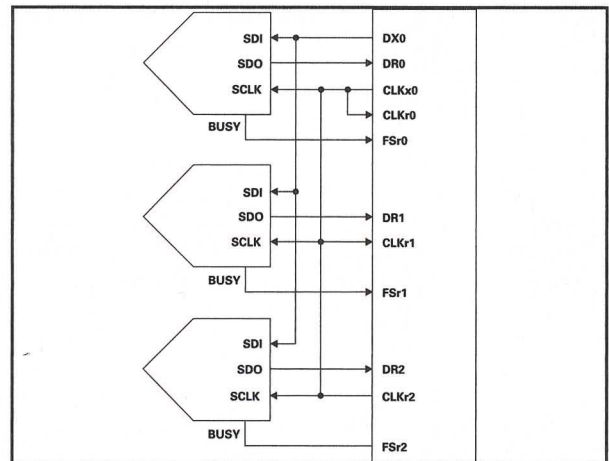 SDI DX0
SDO DR0
SCLK CLKx0
CLKr0
BUSY
FSr0
SDI
SDO DR1
SCLK CLKr1
BUSY
FSr1
SDI
SDO DR2
SCLK CLKr2
BUSY
FSr2